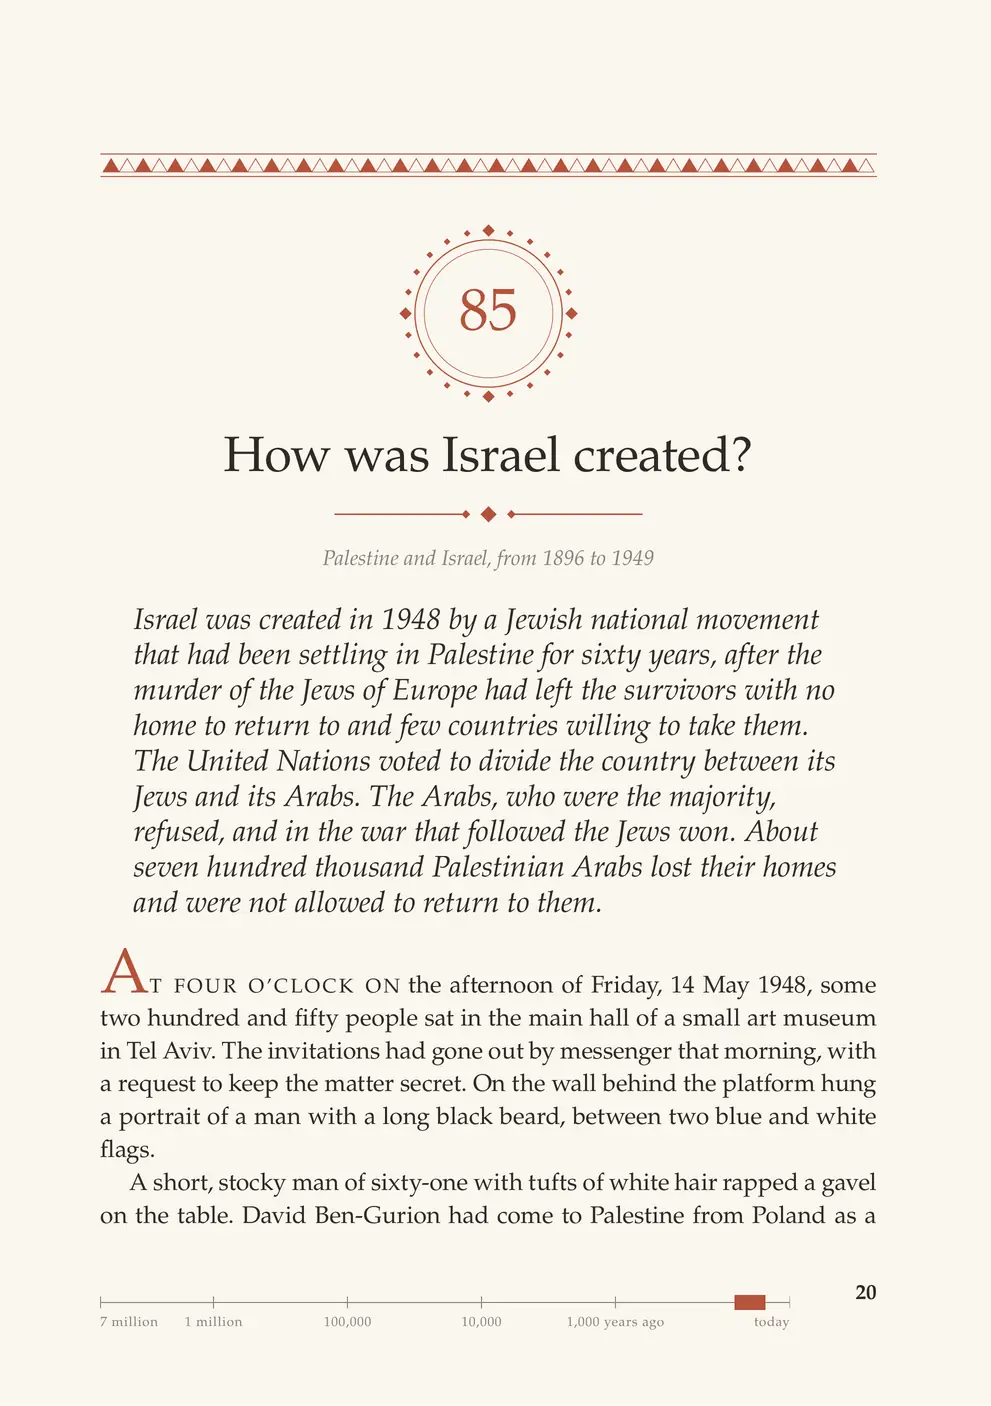 85
How was Israel created?
Palestine and Israel, from 1896 to 1949
Israel was created in 1948 by a Jewish national movement
that had been settling in Palestine for sixty years, after the
murder of the Jews of Europe had left the survivors with no
home to return to and few countries willing to take them.
The United Nations voted to divide the country between its
Jews and its Arabs. The Arabs, who were the majority,
refused, and in the war that followed the Jews won. About
seven hundred thousand Palestinian Arabs lost their homes
and were not allowed to return to them.
AT FOUR O’CLOCK ON the afternoon of Friday, 14 May 1948, some
two hundred and fifty people sat in the main hall of a small art museum
in Tel Aviv. The invitations had gone out by messenger that morning, with
a request to keep the matter secret. On the wall behind the platform hung
a portrait of a man with a long black beard, between two blue and white
flags.
A short, stocky man of sixty-one with tufts of white hair rapped a gavel
on the table. David Ben-Gurion had come to Palestine from Poland as a
20
7 million 1 million 100,000 10,000 1,000 years ago today